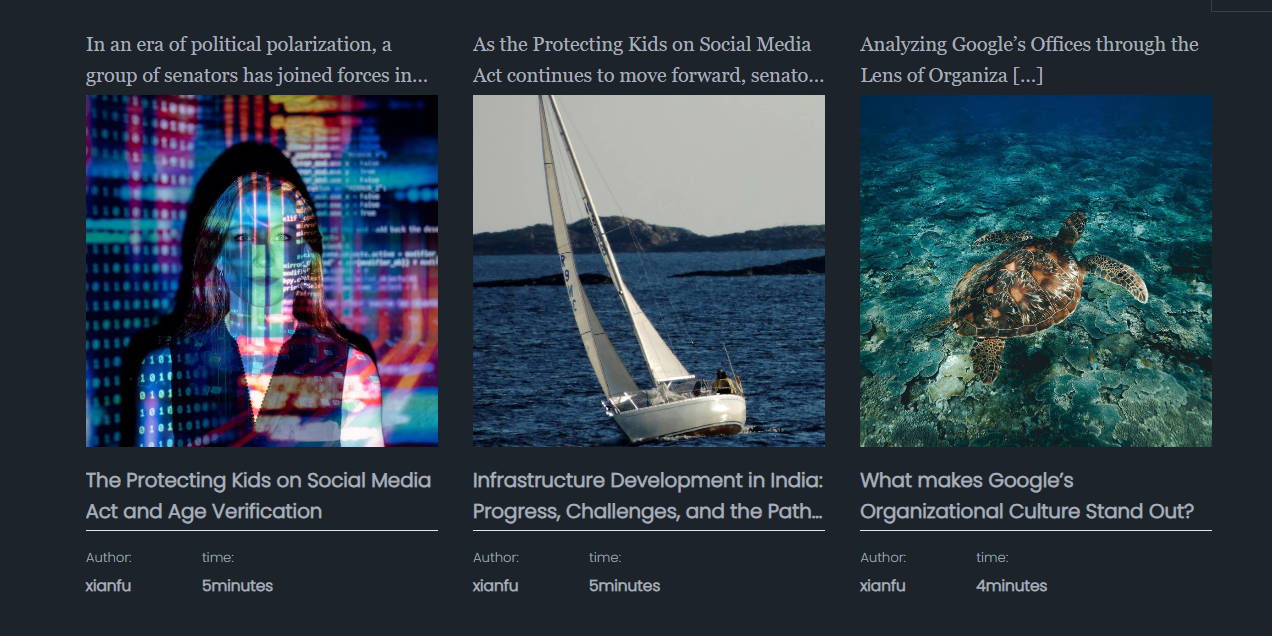 In an era of political polarization, a
group of senators has joined forces in...
As the Protecting Kids on Social Media
Act continues to move forward, senato...
Analyzing Google’s Offices through the
Lens of Organiza [...]
The Protecting Kids on Social Media
Act and Age Verification
Author: time:
xianfu 5minutes
Infrastructure Development in India:
Progress, Challenges, and the Path...
Author: time:
xianfu 5minutes
What makes Google’s
Organizational Culture Stand Out?
Author: time:
xianfu 4minutes